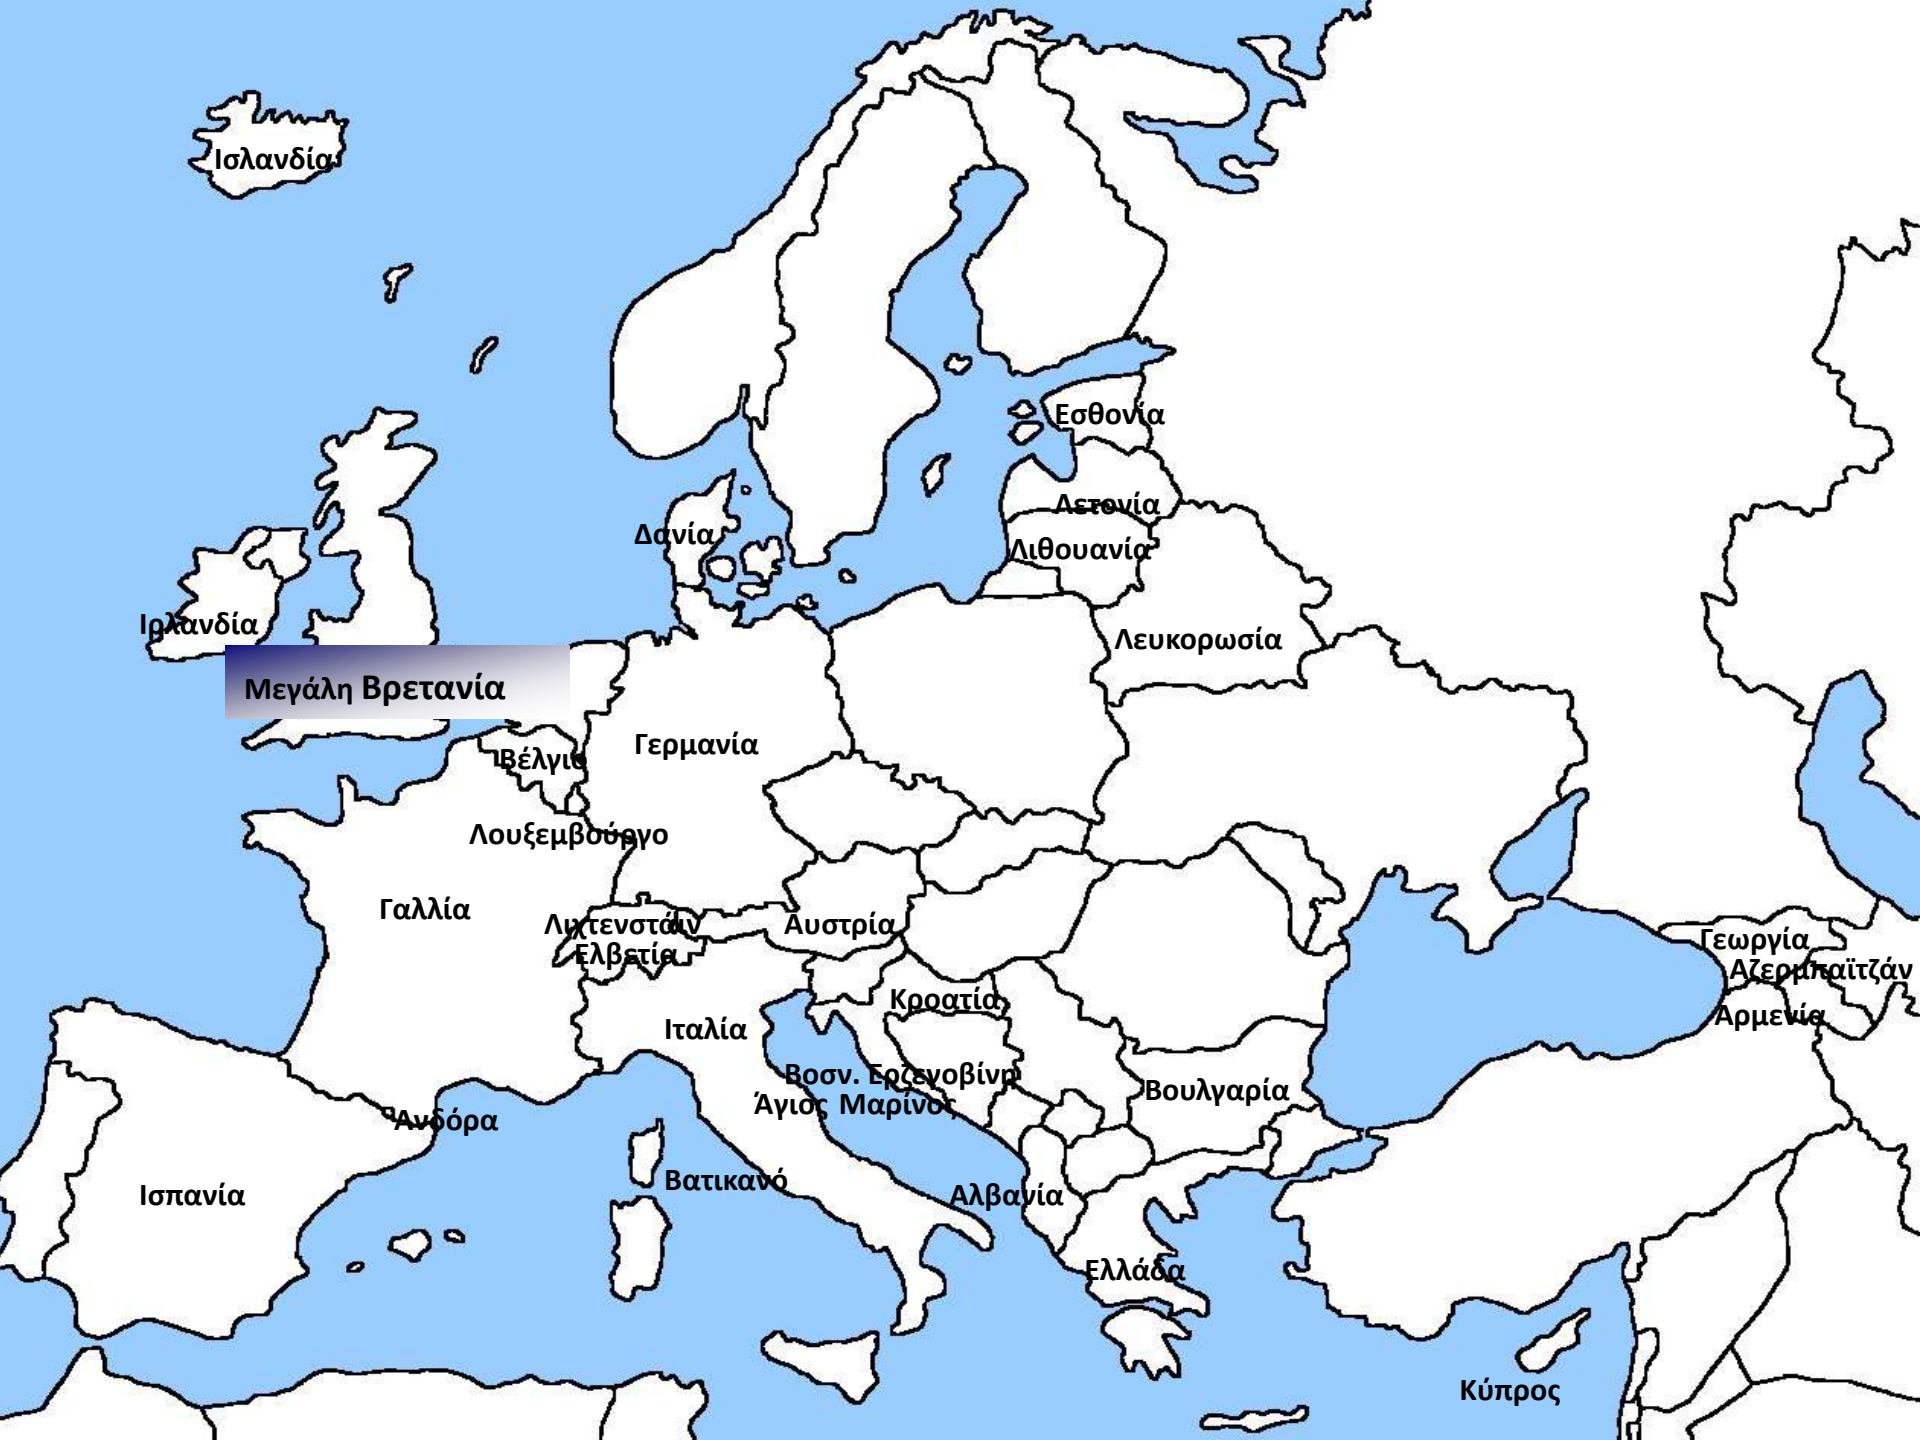 Ισλανδία
Εσθονία
Λετονία
Δανία
Λιθουανία
Ιρλανδία
Λευκορωσία
Μεγάλη Βρετανία
Γερμανία
Βέλγιο
Λουξεμβούργο
Γαλλία
Λιχτενστάιν
Αυστρία
Γεωργία
Ελβετία
Αζερμπαϊτζάν
Κροατία
Αρμενία
Ιταλία
Βοσν. Ερζεγοβίνη
Βουλγαρία
Άγιος Μαρίνος
Ανδόρα
Βατικανό
Ισπανία
Αλβανία
Ελλάδα
Κύπρος